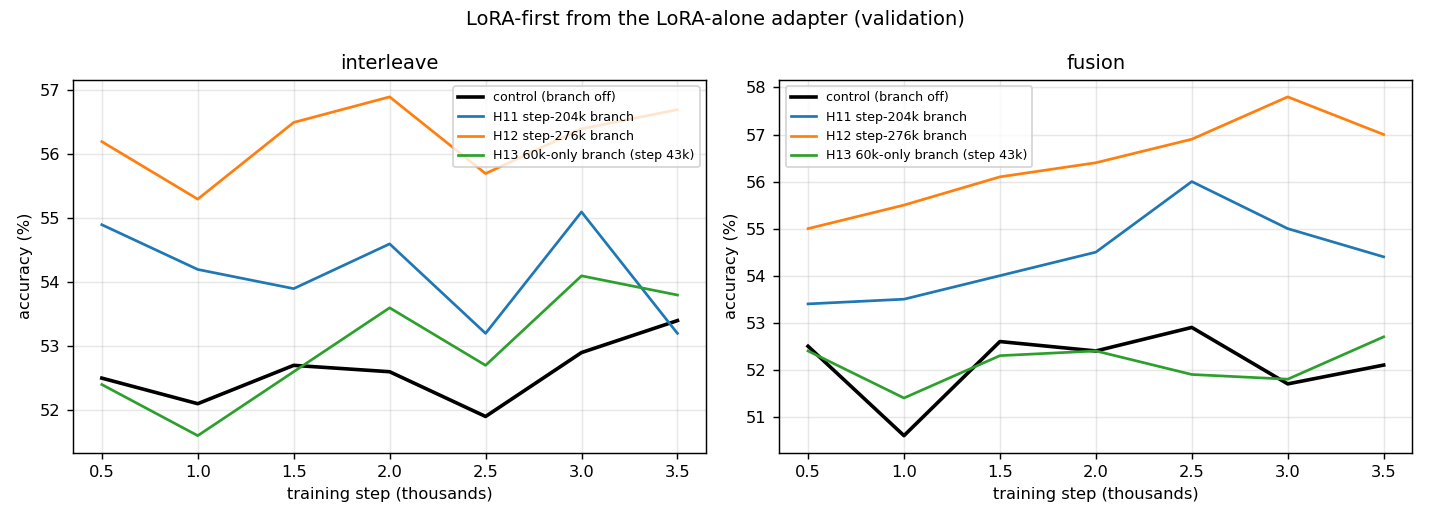 LoRA-first from the LoRA-alone adapter (validation)
interleave
57
56
55
54
53
52
accuracy (%)
control (branch off)
H11 step-204k branch
H12 step-276k branch
H13 60k-only branch (step 43k)
0.5 1.0 1.5 2.0 2.5 3.0 3.5
training step (thousands)
fusion
58
57
56
55
54
53
52
51
accuracy (%)
control (branch off)
H11 step-204k branch
H12 step-276k branch
H13 60k-only branch (step 43k)
0.5 1.0 1.5 2.0 2.5 3.0 3.5
training step (thousands)